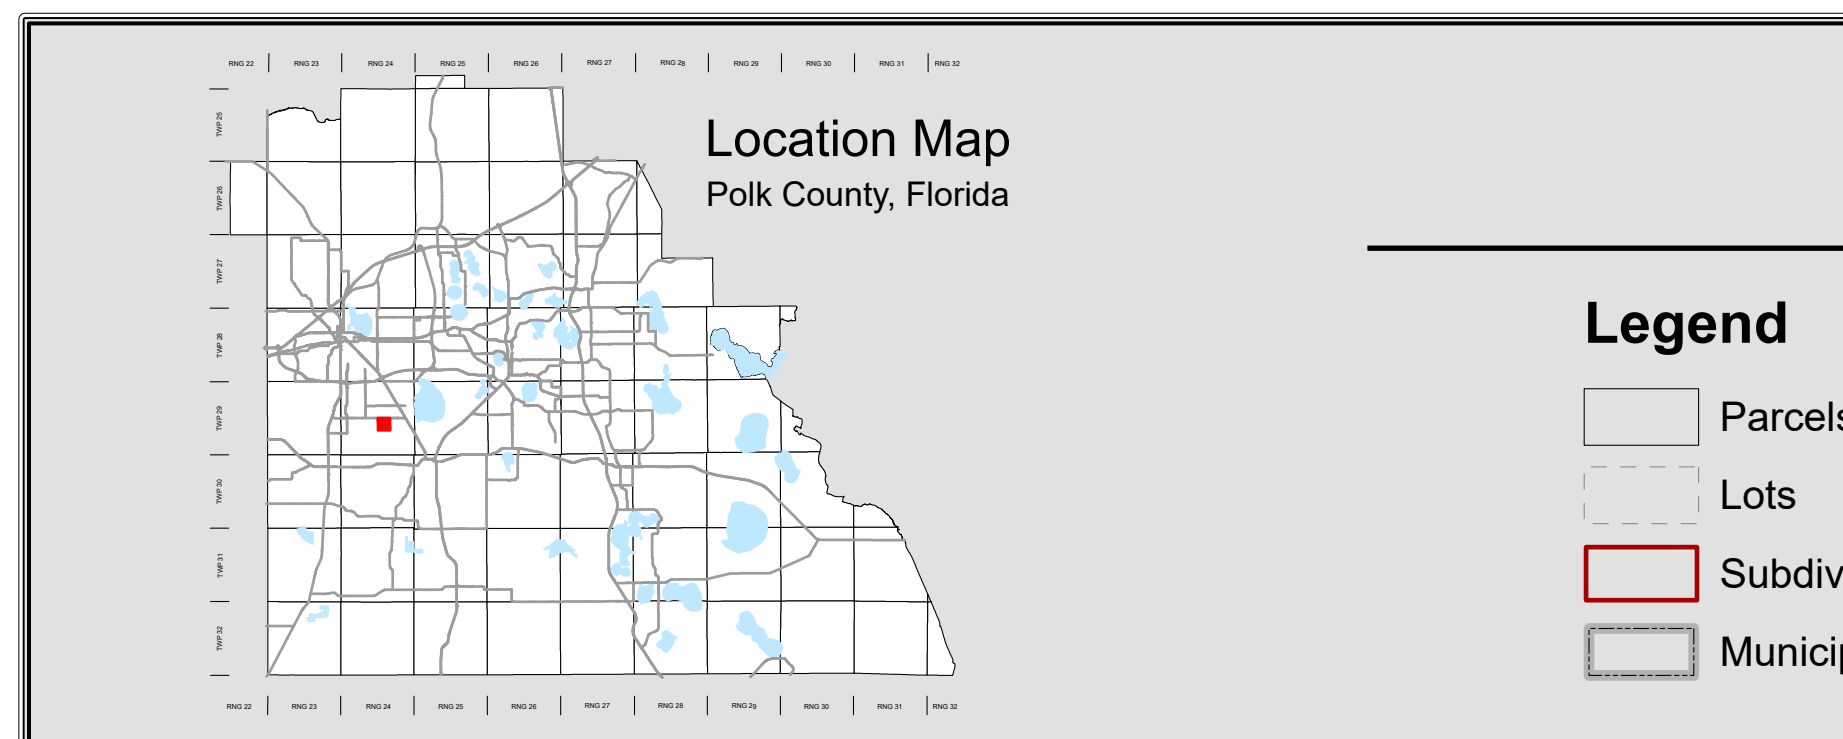 RNG 22 RNG 23 RNG 24 RNG 25 RNG 26 RNG 27 RNG 28 RNG 29 RNG 30 RNG 31 RNG 32
TWP 25
TWP 26
TWP 27
TWP 28
TWP 29
TWP 30
TWP 31
TWP 32
Location Map
Polk County, Florida
RNG 22 RNG 23 RNG 24 RNG 25 RNG 26 RNG 27 RNG 28 RNG 29 RNG 30 RNG 31 RNG 32
Legend
Parcels
Lots
Subdiv
Municip